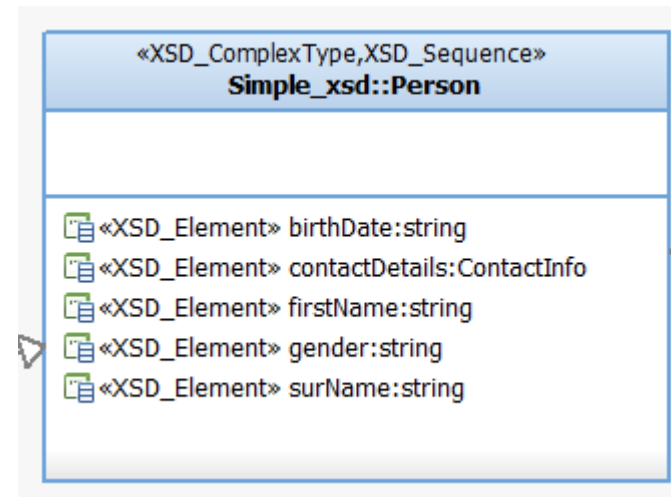 «XSD_ComplexType,XSD_Sequence»
Simple_xsd::Person
«XSD_Element» birthDate:string
«XSD_Element» contactDetails:ContactInfo
«XSD_Element» firstName:string
«XSD_Element» gender:string
«XSD_Element» surName:string